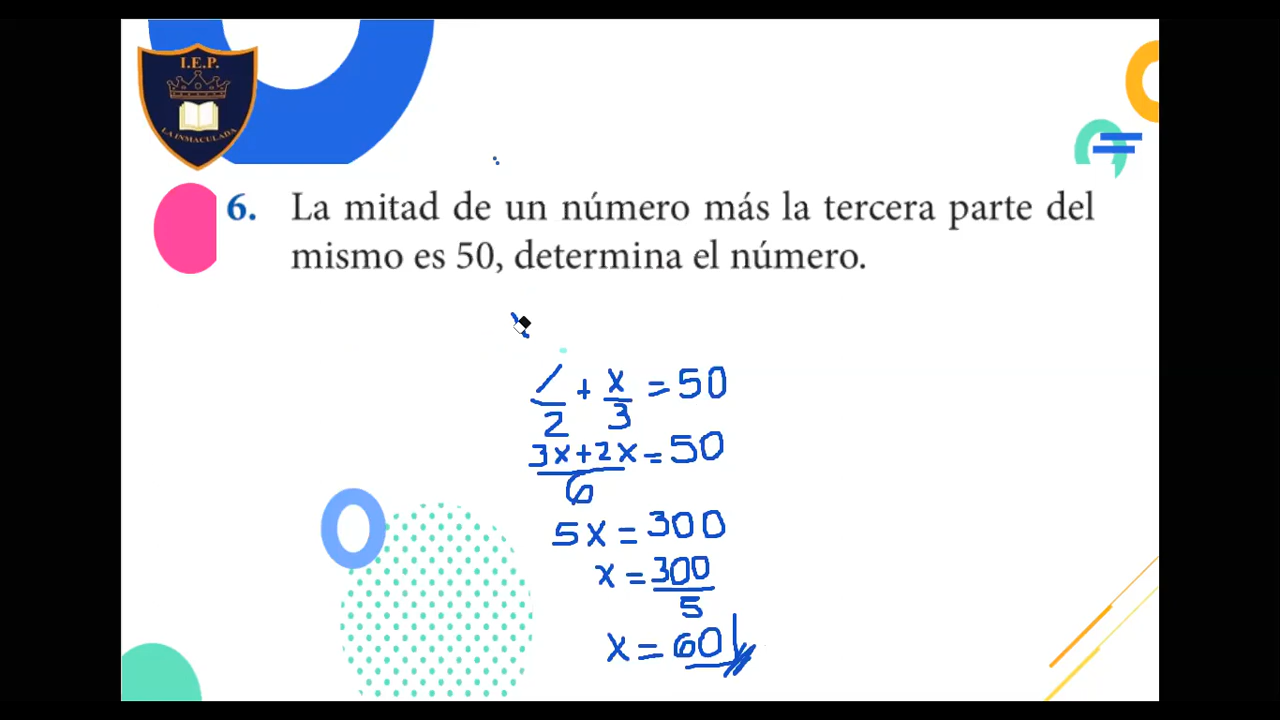 I.E.P.
LA INMACULADA
6. La mitad de un número más la tercera parte del
mismo es 50, determina el número.
/2 + x/3 = 50
3x+2x/6 = 50
5x = 300
x = 300/5
x = 60